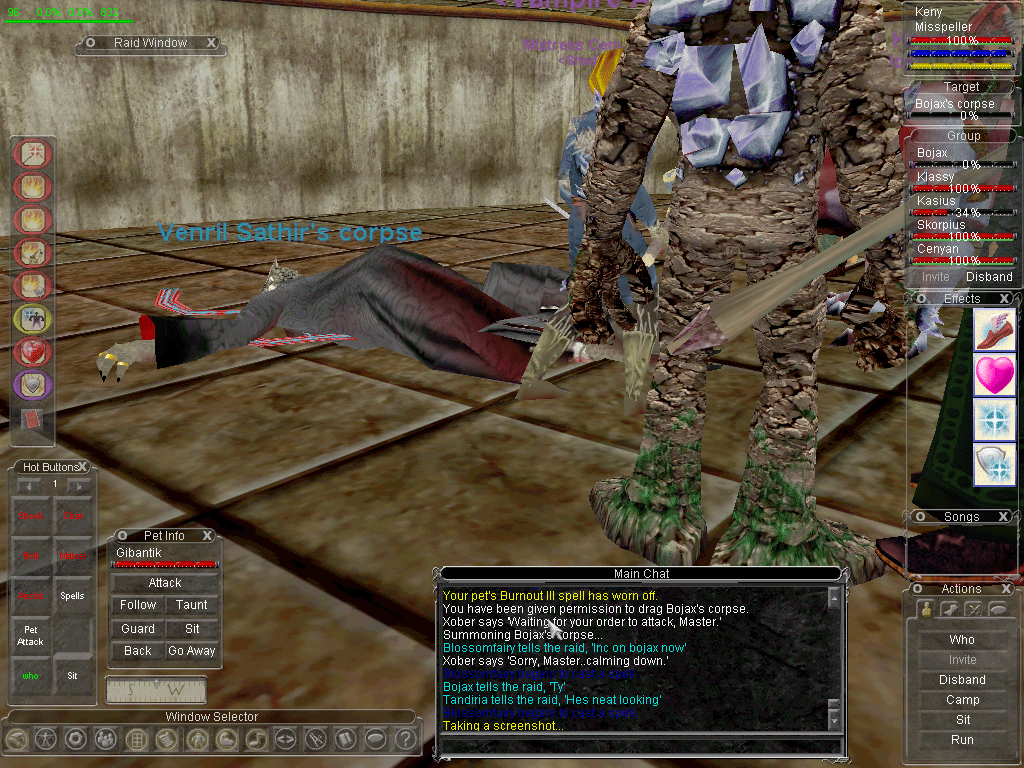 Raid Window X
Venril Sathir's corpse
Keny
Misspeller
100%
Target
Bojax's corpse
0%
Group
Bojax
0%
Klassy
100%
Kasius
34%
Skorpius
100%
Cenyan
100%
Invite Disband
Effects X
Songs X
Actions X
Who
Invite
Disband
Camp
Sit
Run
Hot Buttons X
1
Spells
Pet
Attack
who
Sit
Pet Info X
Gibantik
Attack
Follow Taunt
Guard Sit
Back Go Away
S W
Window Selector
Main Chat
Your pet's Burnout III spell has worn off.
You have been given permission to drag Bojax's corpse.
Xober says 'Waiting for your order to attack, Master.'
Summoning Bojax's corpse...
Blossomfairy tells the raid, 'Inc on bojax now'
Xober says 'Sorry, Master..calming down.'
Bojax tells the raid, 'Ty'
Tandiria tells the raid, 'Hes neat looking'
Taking a screenshot...